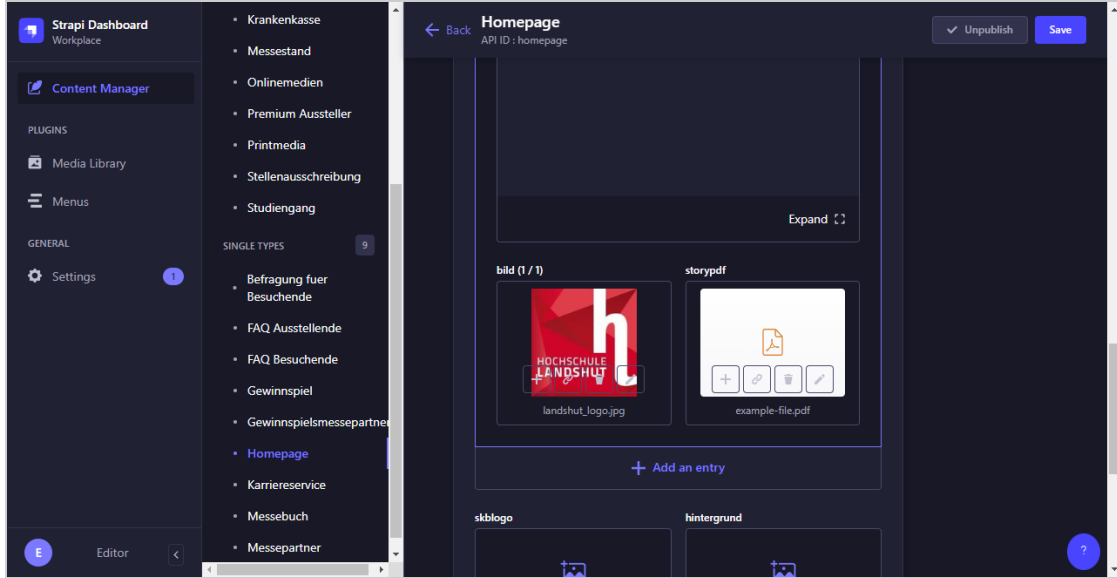 Strapi Dashboard
Workplace
Content Manager
PLUGINS
Media Library
Menus
GENERAL
Settings
1
E
Editor
Krankenkasse
Messestand
Onlinemedien
Premium Aussteller
Printmedia
Stellenausschreibung
Studiengang
SINGLE TYPES
9
Befragung fuer
Besuchende
FAQ Ausstellende
FAQ Besuchende
Gewinnspiel
Gewinnspielsmessepartner
Homepage
Karriereservice
Messebuch
Messepartner
Back
Homepage
API ID : homepage
Unpublish
Save
Expand
bild (1 / 1)
storypdf
h
HOCHSCHULE
LANDSHUT
landshut_logo.jpg
example-file.pdf
Add an entry
skblogo
hintergrund
?